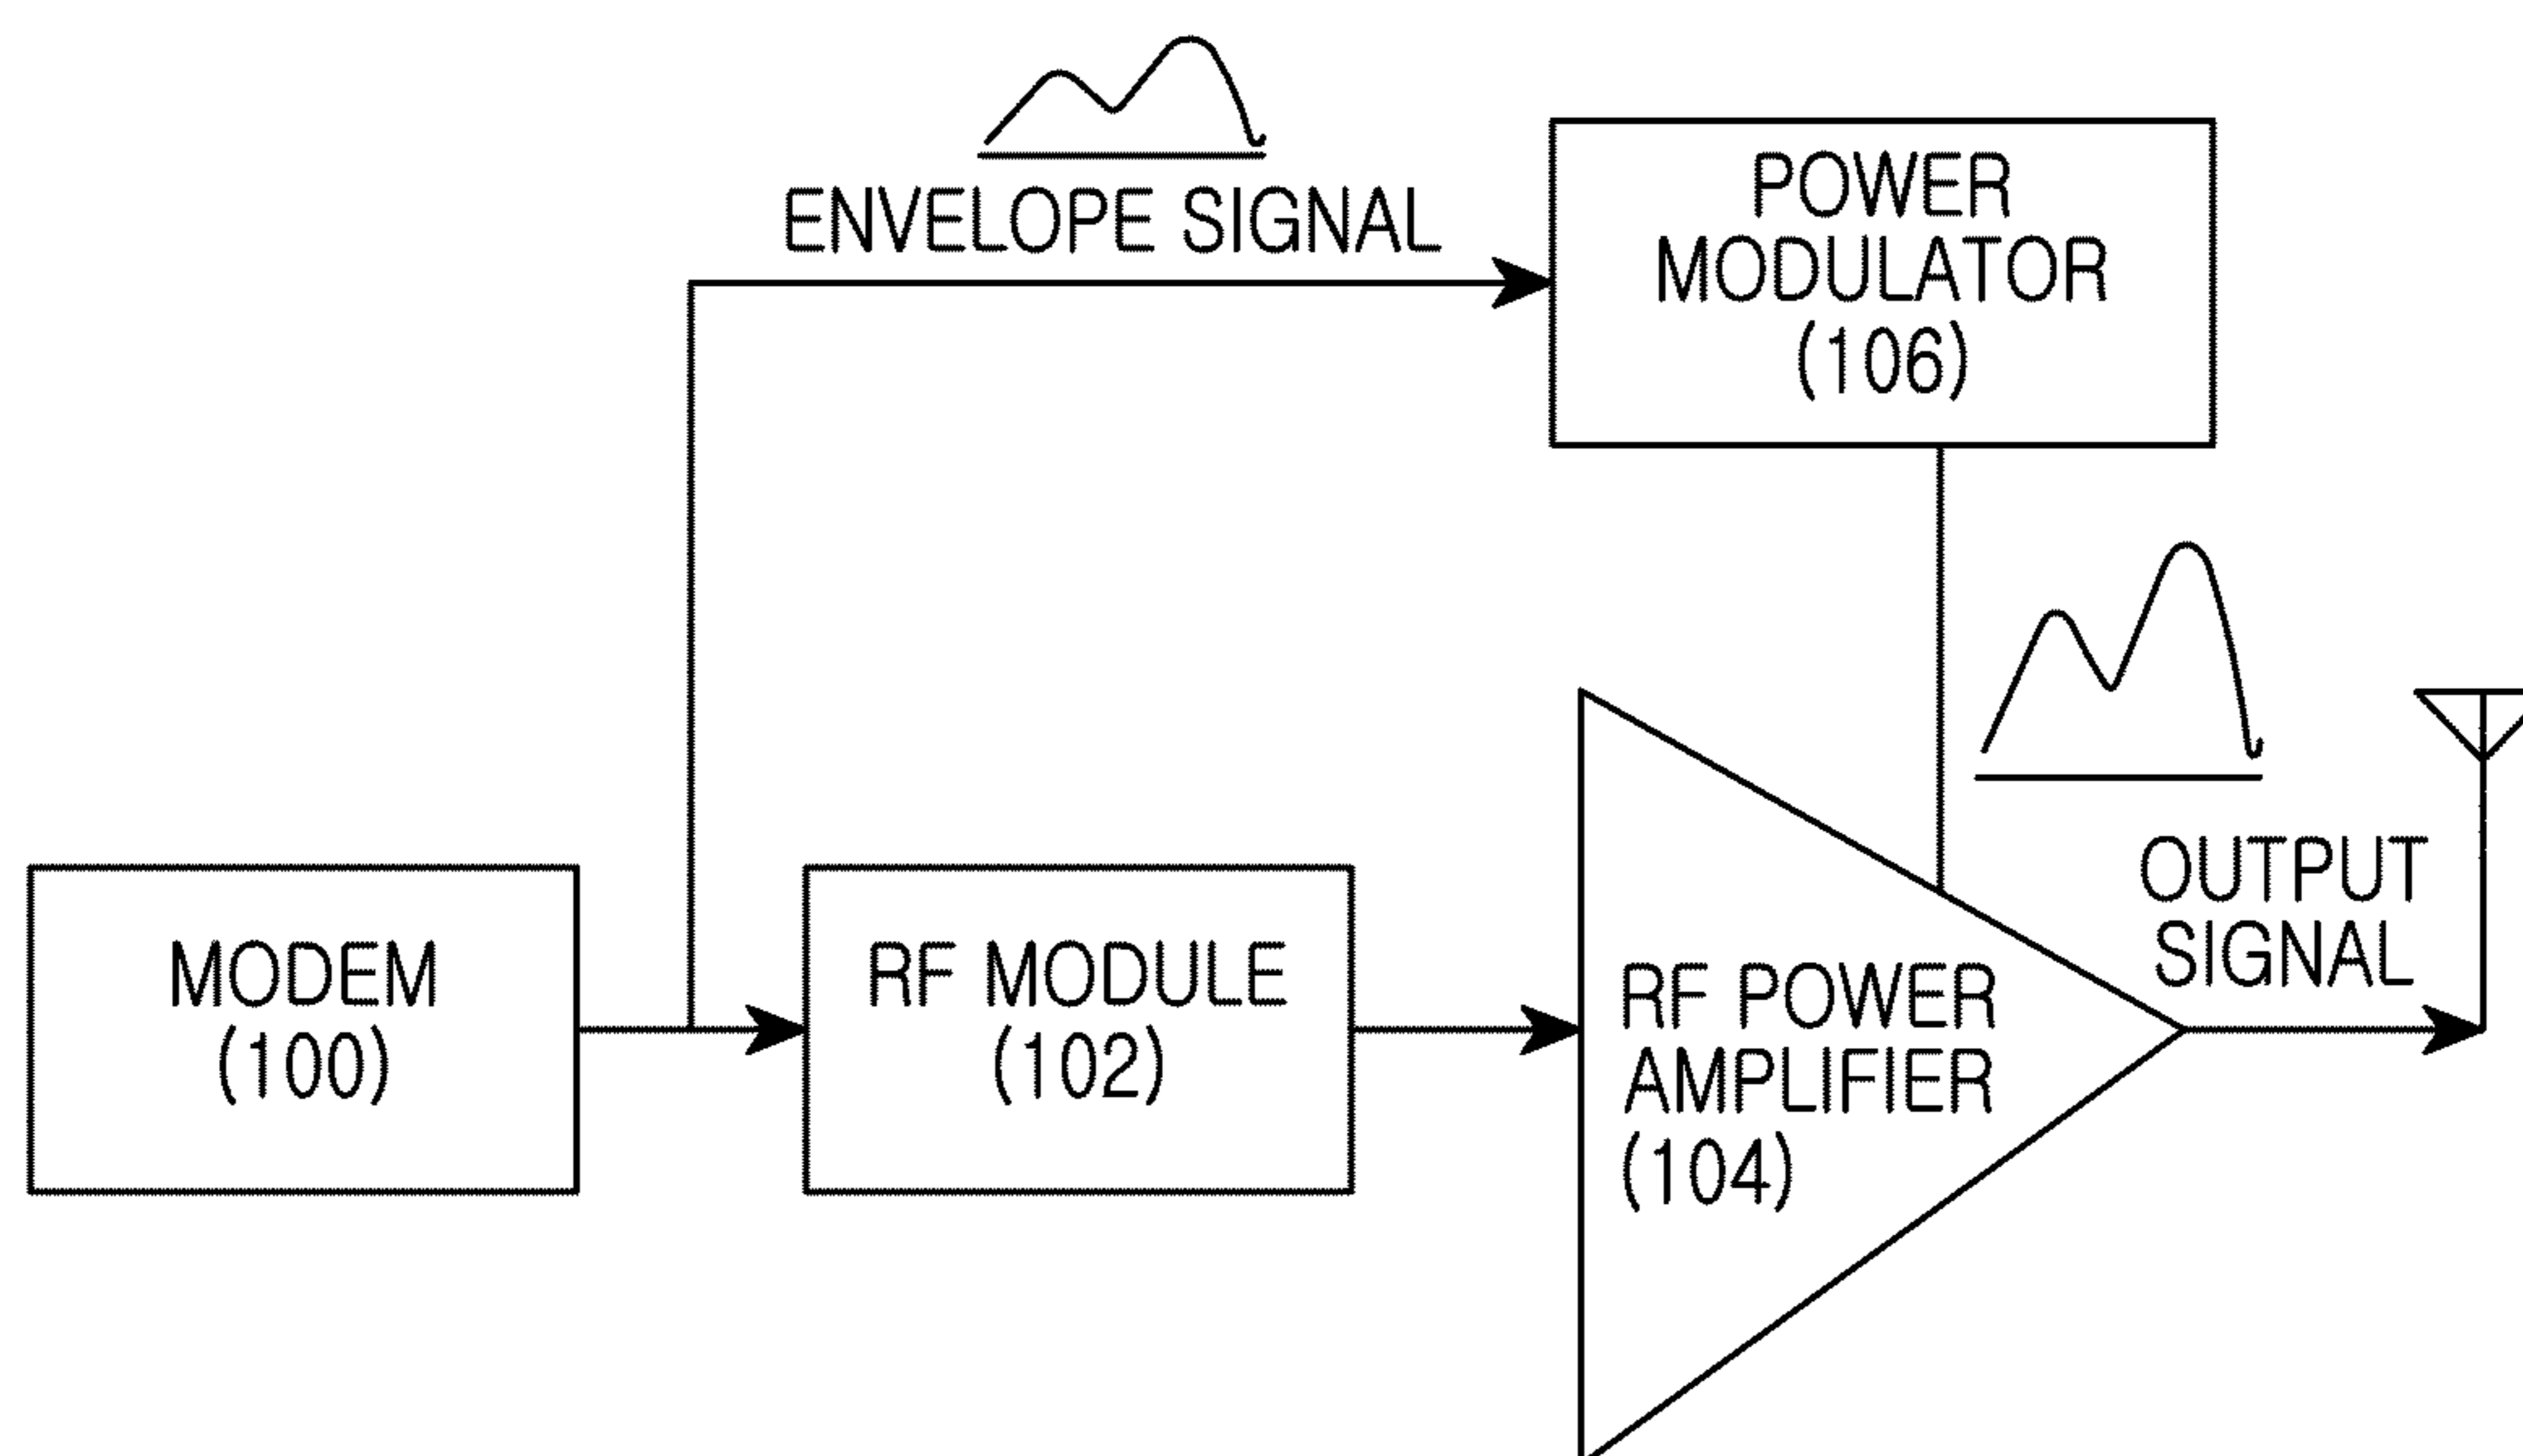 ENVELOPE SIGNAL
POWER
MODULATOR
(106)
OUTPUT
SIGNAL
MODEM
(100)
RF MODULE
(102)
RF POWER
AMPLIFIER
(104)